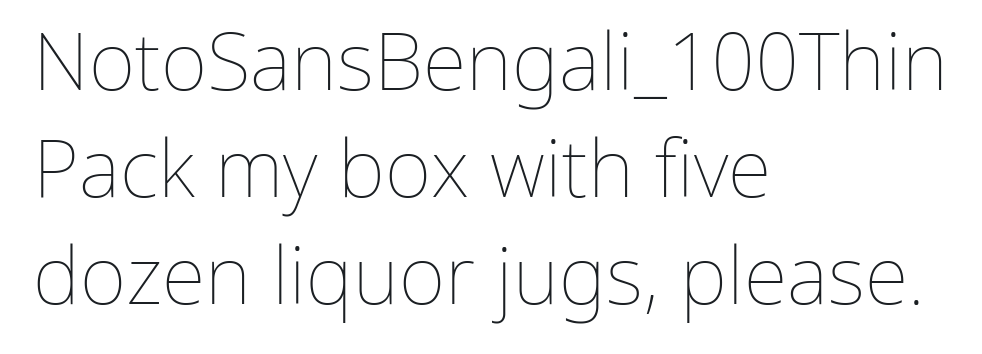 NotoSansBengali_100Thin
Pack my box with five
dozen liquor jugs, please.